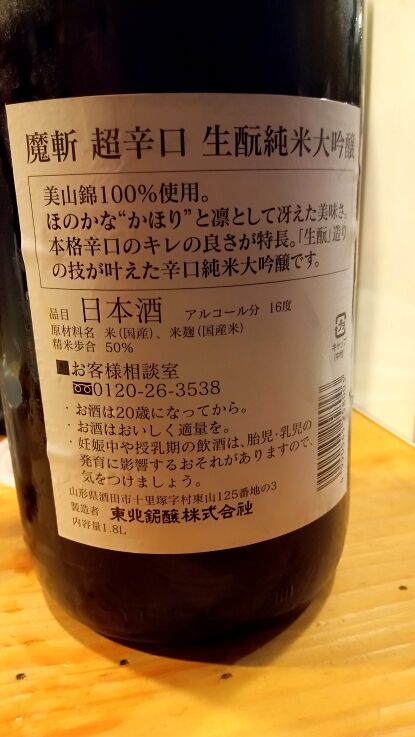 魔斬 超辛口 生酛純米大吟醸
美山錦100%使用。
ほのかな“かほり”と凛として冴えた美味さ。
本格辛口のキレの良さが特長。「生酛」造り
の技が叶えた辛口純米大吟醸です。
品目 日本酒 アルコール分 16度
原材料名 米(国産)、米麹(国産米)
精米歩合 50%
■お客様相談室
0120-26-3538
・お酒は20歳になってから。
・お酒はおいしく適量を。
・妊娠中や授乳期の飲酒は、胎児・乳児の
発育に影響するおそれがありますので、
気をつけましょう。
山形県酒田市十里塚字村東山125番地の3
製造者 東北銘醸株式会社
内容量1.8L